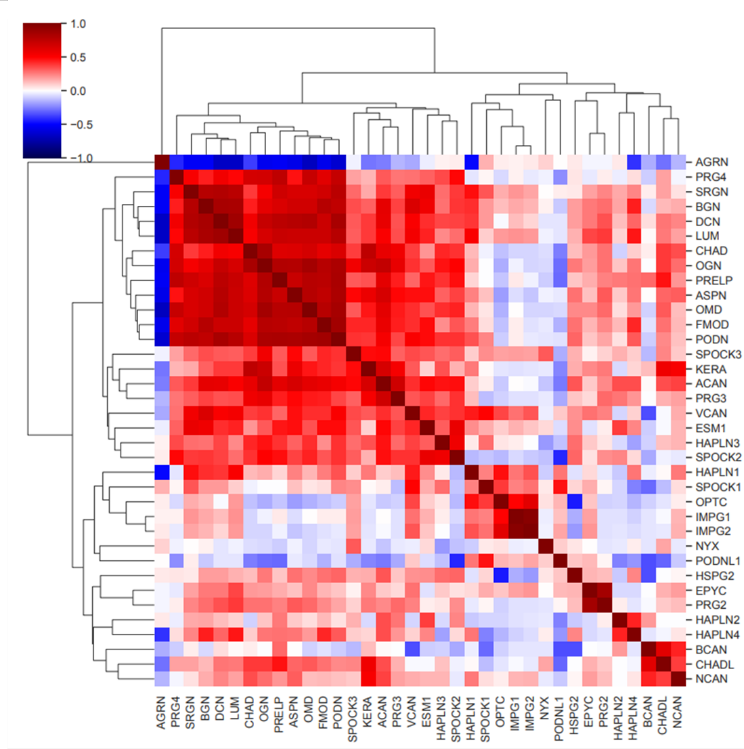 1.0
0.5
0.0
−0.5
−1.0
AGRN
PRG4
SRGN
BGN
DCN
LUM
CHAD
OGN
PRELP
ASPN
OMD
FMOD
PODN
SPOCK3
KERA
ACAN
PRG3
VCAN
ESM1
HAPLN3
SPOCK2
HAPLN1
SPOCK1
OPTC
IMPG1
IMPG2
NYX
PODNL1
HSPG2
EPYC
PRG2
HAPLN2
HAPLN4
BCAN
CHADL
NCAN
AGRN
PRG4
SRGN
BGN
DCN
LUM
CHAD
OGN
PRELP
ASPN
OMD
FMOD
PODN
SPOCK3
KERA
ACAN
PRG3
VCAN
ESM1
HAPLN3
SPOCK2
HAPLN1
SPOCK1
OPTC
IMPG1
IMPG2
NYX
PODNL1
HSPG2
EPYC
PRG2
HAPLN2
HAPLN4
BCAN
CHADL
NCAN